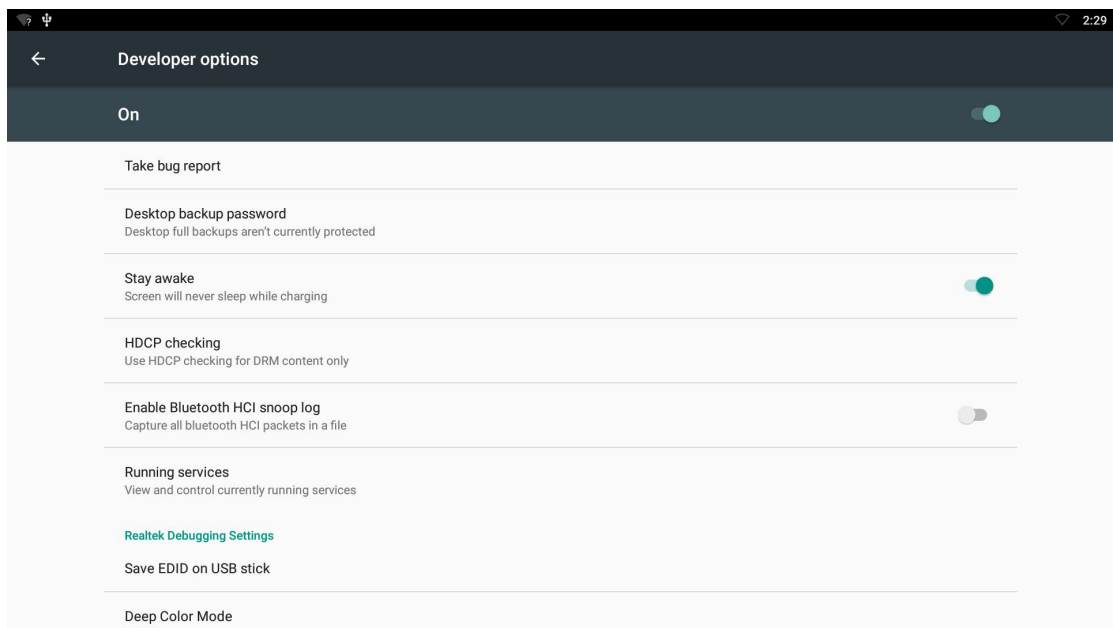 2:29
Developer options
On
Take bug report
Desktop backup password
Desktop full backups aren't currently protected
Stay awake
Screen will never sleep while charging
HDCP checking
Use HDCP checking for DRM content only
Enable Bluetooth HCI snoop log
Capture all bluetooth HCI packets in a file
Running services
View and control currently running services
Realtek Debugging Settings
Save EDID on USB stick
Deep Color Mode